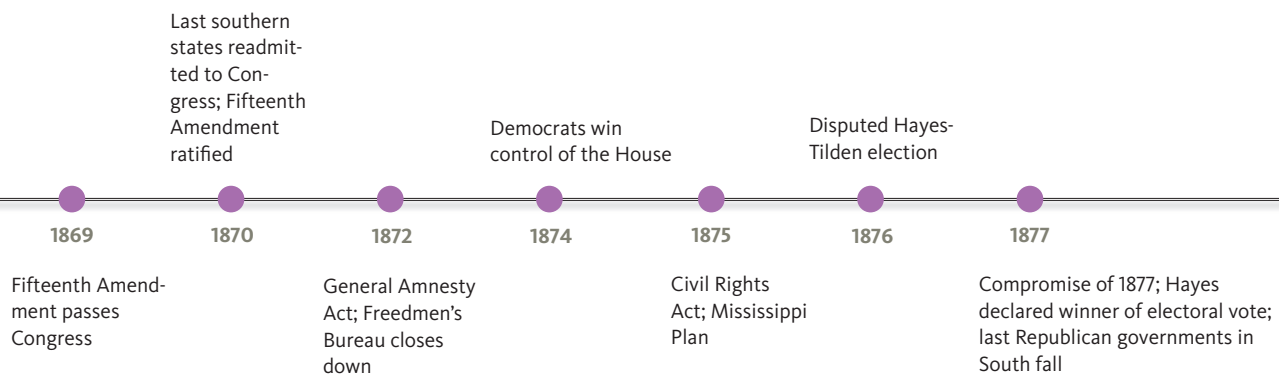 Last southern
states readmit-
ted to Con-
gress; Fifteenth
Amendment
ratified
Democrats win
control of the House
Disputed Hayes-
Tilden election
1869
1870
1872
1874
1875
1876
1877
Fifteenth Amend-
ment passes
Congress
General Amnesty
Act; Freedmen’s
Bureau closes
down
Civil Rights
Act; Mississippi
Plan
Compromise of 1877; Hayes
declared winner of electoral vote;
last Republican governments in
South fall